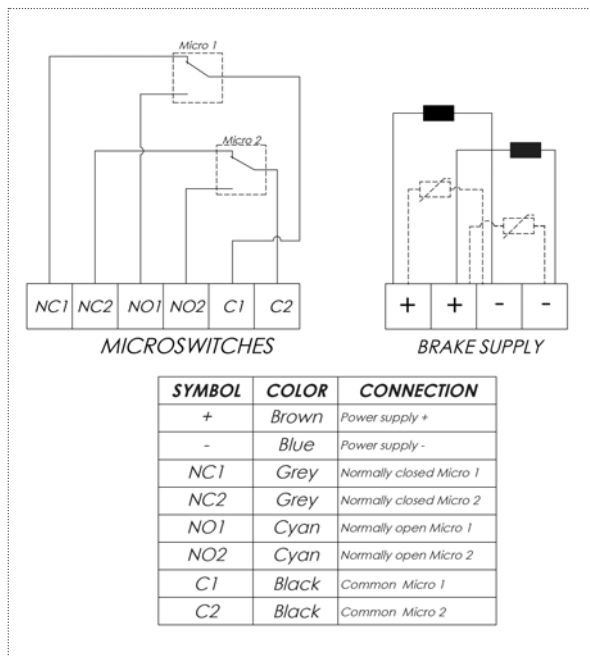 Micro 1
Micro 2
NC1 NC2 NO1 NO2 C1 C2
MICROSWITCHES
+ + - -
BRAKE SUPPLY
SYMBOL COLOR CONNECTION
+ Brown Power supply +
- Blue Power supply -
NC1 Grey Normally closed Micro 1
NC2 Grey Normally closed Micro 2
NO1 Cyan Normally open Micro 1
NO2 Cyan Normally open Micro 2
C1 Black Common Micro 1
C2 Black Common Micro 2